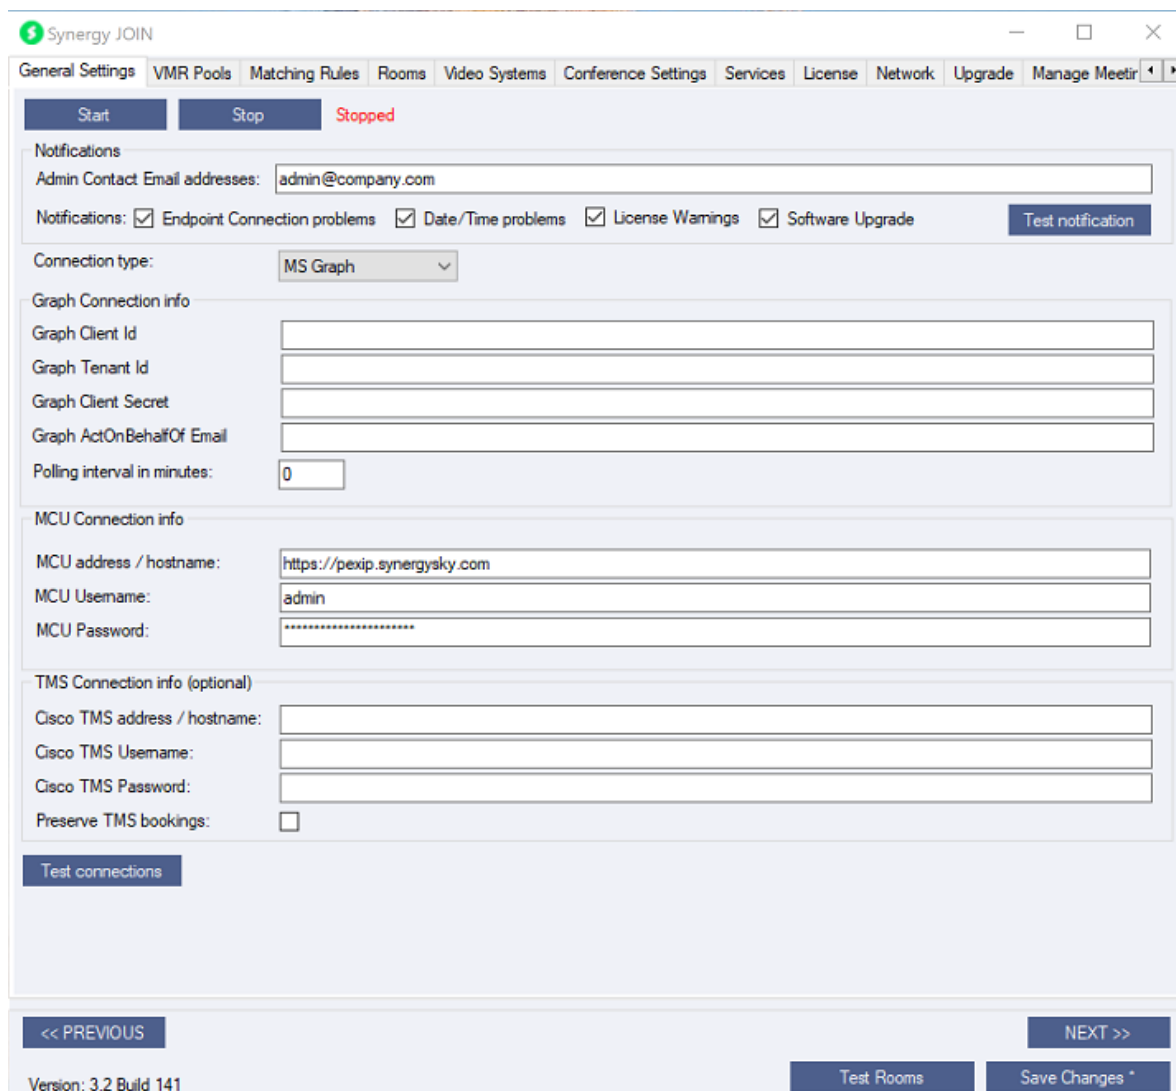 Synergy JOIN
General Settings VMR Pools Matching Rules Rooms Video Systems Conference Settings Services License Network Upgrade Manage Meetin
Start Stop Stopped
Notifications
Admin Contact Email addresses: admin@company.com
Notifications: Endpoint Connection problems Date/Time problems License Warnings Software Upgrade Test notification
Connection type: MS Graph
Graph Connection info
Graph Client Id
Graph Tenant Id
Graph Client Secret
Graph ActOnBehalfOf Email
Polling interval in minutes: 0
MCU Connection info
MCU address / hostname: https://pexip.synergysky.com
MCU Username: admin
MCU Password: **********************
TMS Connection info (optional)
Cisco TMS address / hostname:
Cisco TMS Username:
Cisco TMS Password:
Preserve TMS bookings:
Test connections
<< PREVIOUS NEXT >>
Version: 3.2 Build 141 Test Rooms Save Changes *